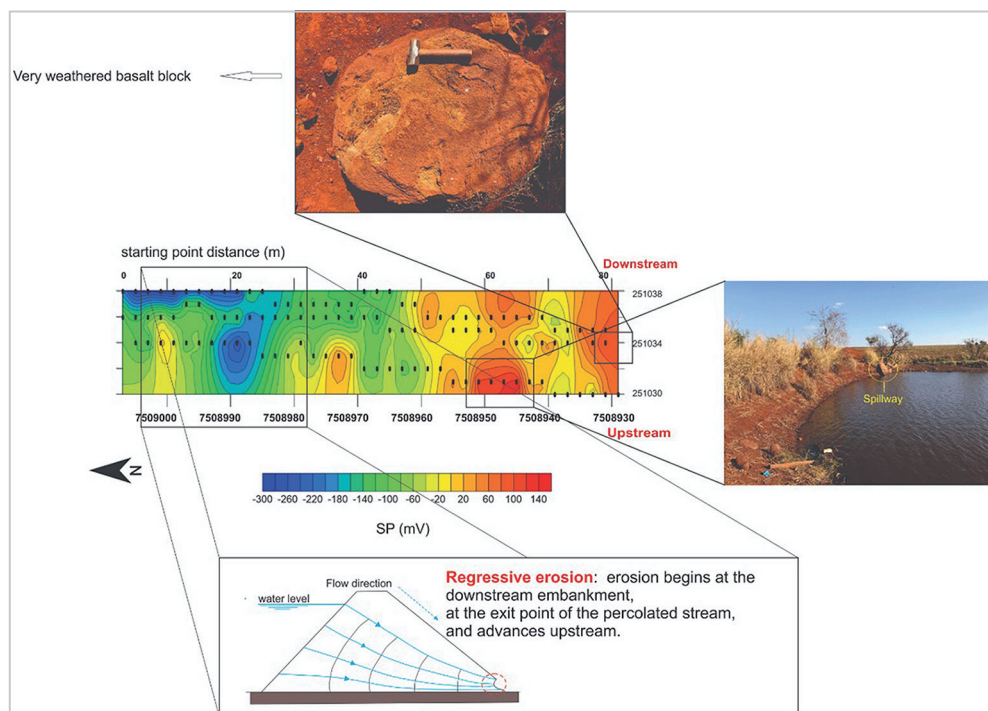 Very weathered basalt block
starting point distance (m)
Downstream
0 20 40 60 80
251038
251034
251030
7509000 7508990 7508980 7508970 7508960 7508950 7508940 7508930
Upstream
Spillway
N
-300 -260 -220 -180 -140 -100 -60 -20 20 60 100 140
SP (mV)
Flow direction
water level
Regressive erosion: erosion begins at the
downstream embankment,
at the exit point of the percolated stream,
and advances upstream.